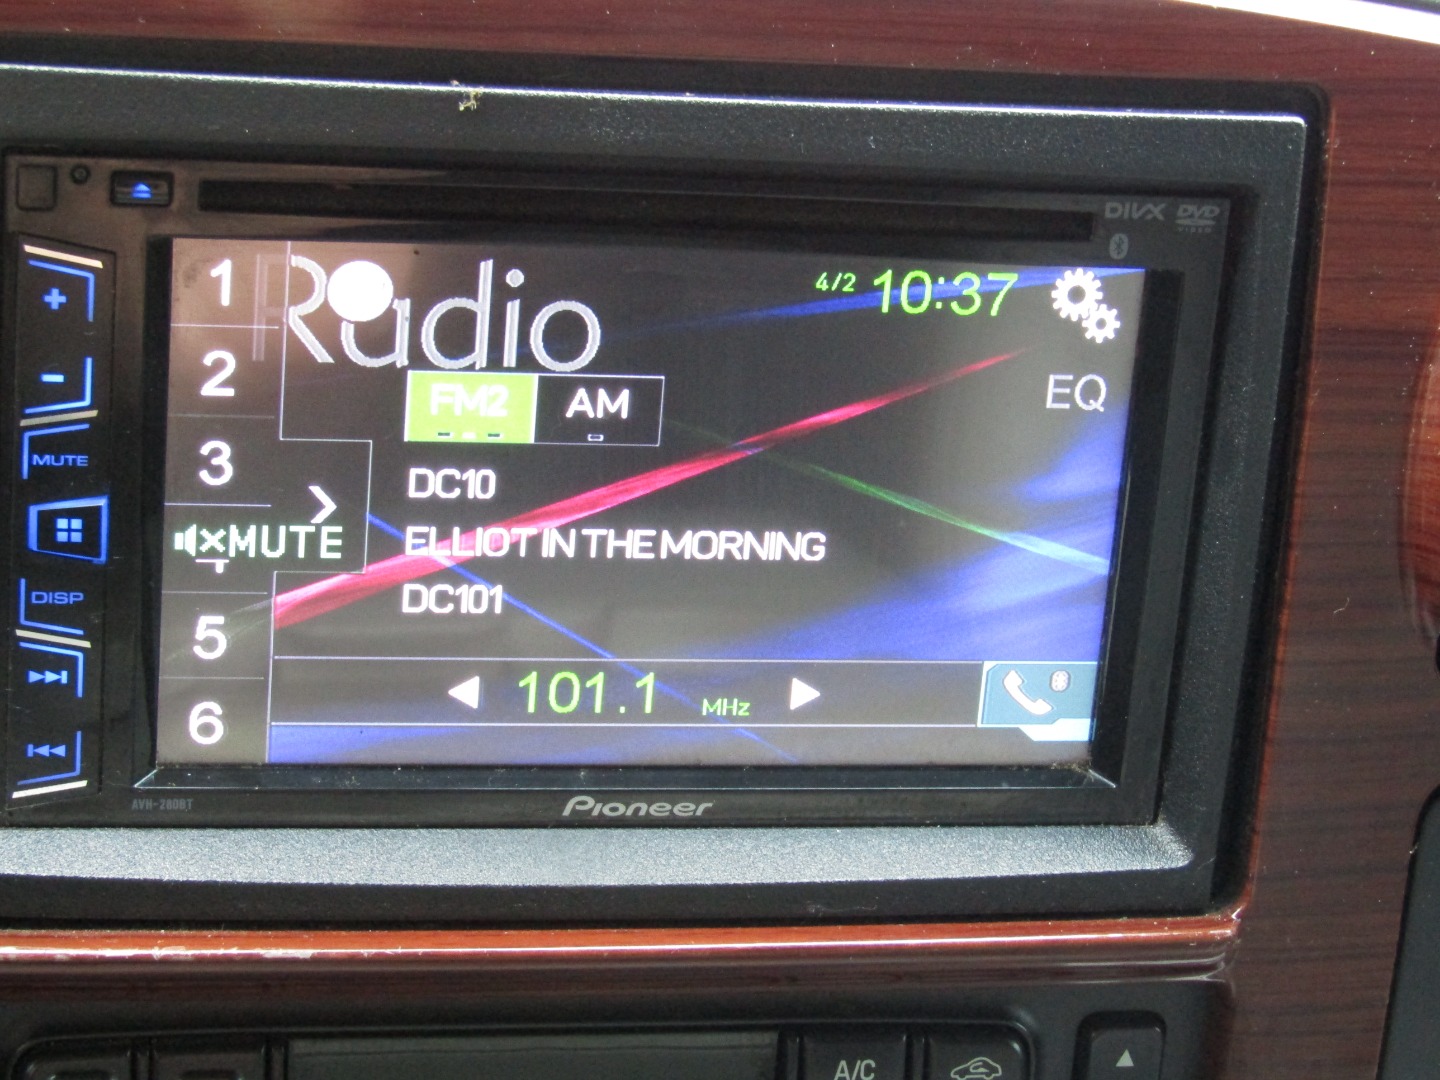 DIVX DVD
VIDEO
1 Radio 4/2 10:37
2 FM2 AM EQ
3 DC10
MUTE
MUTE ELLIOT IN THE MORNING
DISP DC101
5
101.1 MHz
6
AVH-280BT Pioneer
A/C